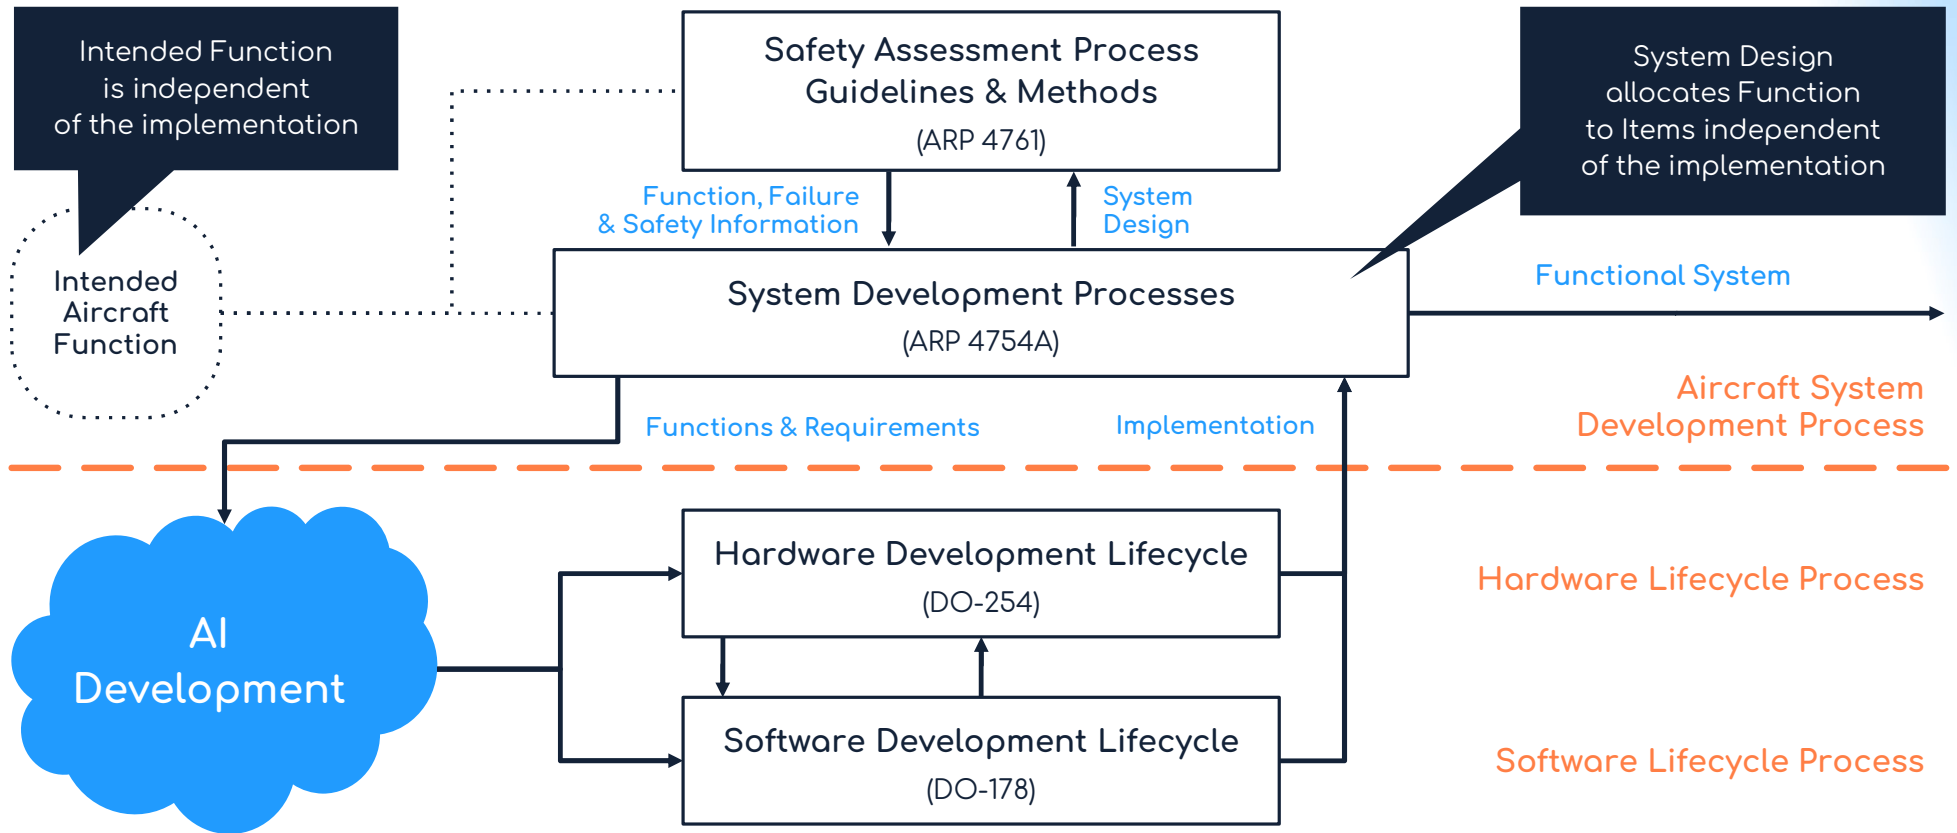 Intended Function
is independent
of the implementation
Safety Assessment Process
Guidelines & Methods
(ARP 4761)
System Design
allocates Function
to Items independent
of the implementation
Function, Failure
& Safety Information
System
Design
Intended
Aircraft
Function
System Development Processes
(ARP 4754A)
Functional System
Functions & Requirements
Implementation
Aircraft System
Development Process
AI
Development
Hardware Development Lifecycle
(DO-254)
Hardware Lifecycle Process
Software Development Lifecycle
(DO-178)
Software Lifecycle Process